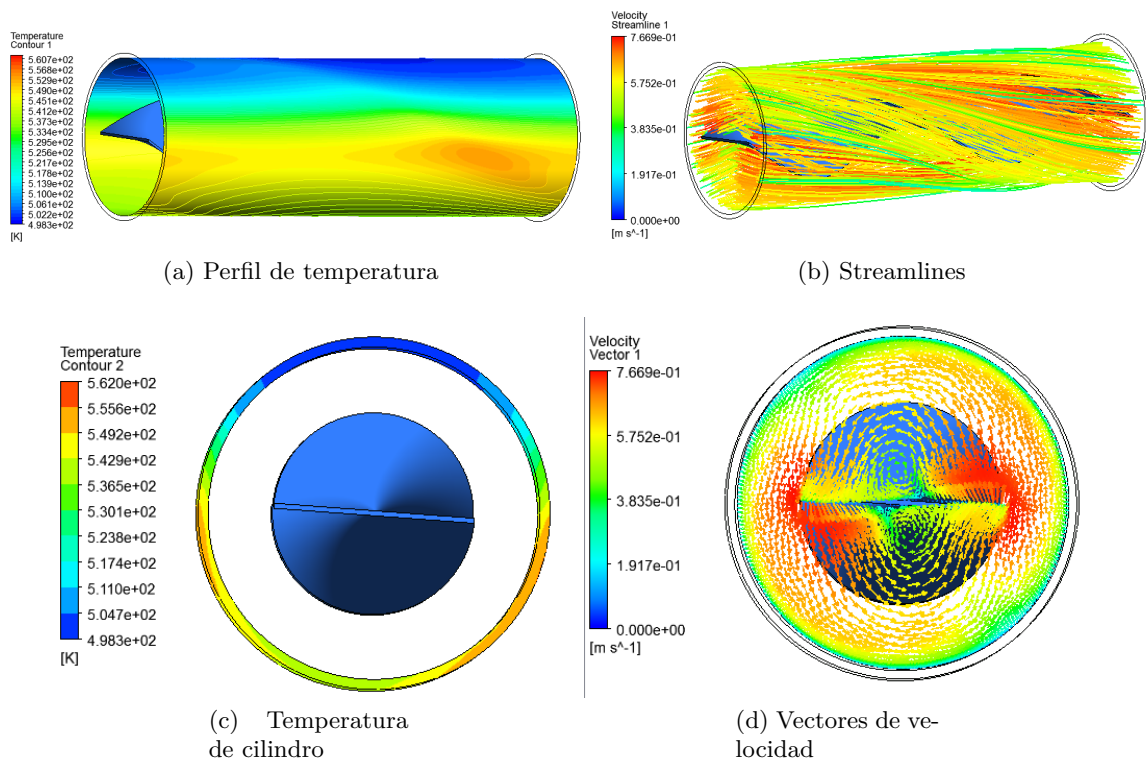 Temperature
Contour 1
5.607e+02
5.568e+02
5.529e+02
5.490e+02
5.451e+02
5.412e+02
5.373e+02
5.334e+02
5.295e+02
5.256e+02
5.217e+02
5.178e+02
5.139e+02
5.100e+02
5.061e+02
5.022e+02
4.983e+02
[K]
(a) Perfil de temperatura
Velocity
Streamline 1
7.669e-01
5.752e-01
3.835e-01
1.917e-01
0.000e+00
[m s^-1]
(b) Streamlines
Temperature
Contour 2
5.620e+02
5.556e+02
5.492e+02
5.429e+02
5.365e+02
5.301e+02
5.238e+02
5.174e+02
5.110e+02
5.047e+02
4.983e+02
[K]
(c) Temperatura
de cilindro
Velocity
Vector 1
7.669e-01
5.752e-01
3.835e-01
1.917e-01
0.000e+00
[m s^-1]
(d) Vectores de ve-
locidad